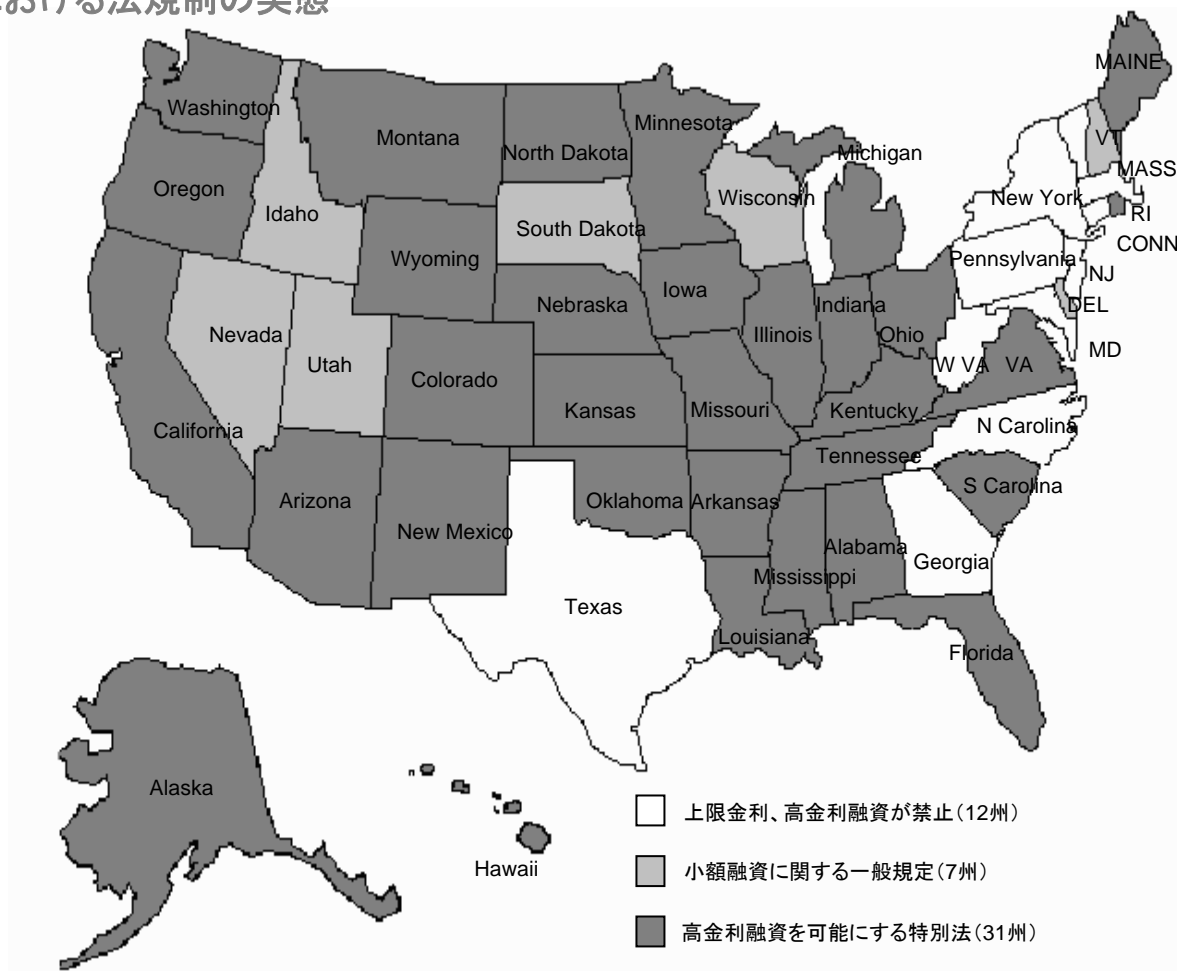 おける法規制の実態
MAINE
Washington
Montana
North Dakota
Minnesota
Michigan
VT
MASS
Oregon
Idaho
Wisconsin
New York
RI
South Dakota
CONN
Wyoming
Pennsylvania
NJ
Nebraska
Iowa
Indiana
DEL
Nevada
Illinois
Ohio
MD
Utah
Colorado
W VA
VA
Kansas
Missouri
Kentucky
California
N Carolina
Tennessee
Arizona
Oklahoma
Arkansas
S Carolina
New Mexico
Alabama
Georgia
Mississippi
Texas
Louisiana
Florida
Alaska
Hawaii
上限金利、高金利融資が禁止(12州)
小額融資に関する一般規定(7州)
高金利融資を可能にする特別法(31州)